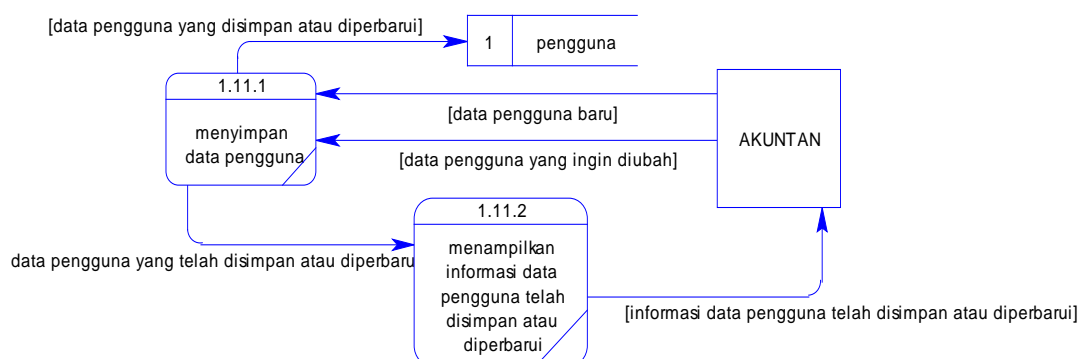 [data pengguna yang disimpan atau diperbarui]
1 pengguna
1.11.1
menyimpan
data pengguna
[data pengguna baru]
[data pengguna yang ingin diubah]
AKUNTAN
1.11.2
menampilkan
informasi data
pengguna telah
disimpan atau
diperbarui
data pengguna yang telah disimpan atau diperbaru
[informasi data pengguna telah disimpan atau diperbarui]